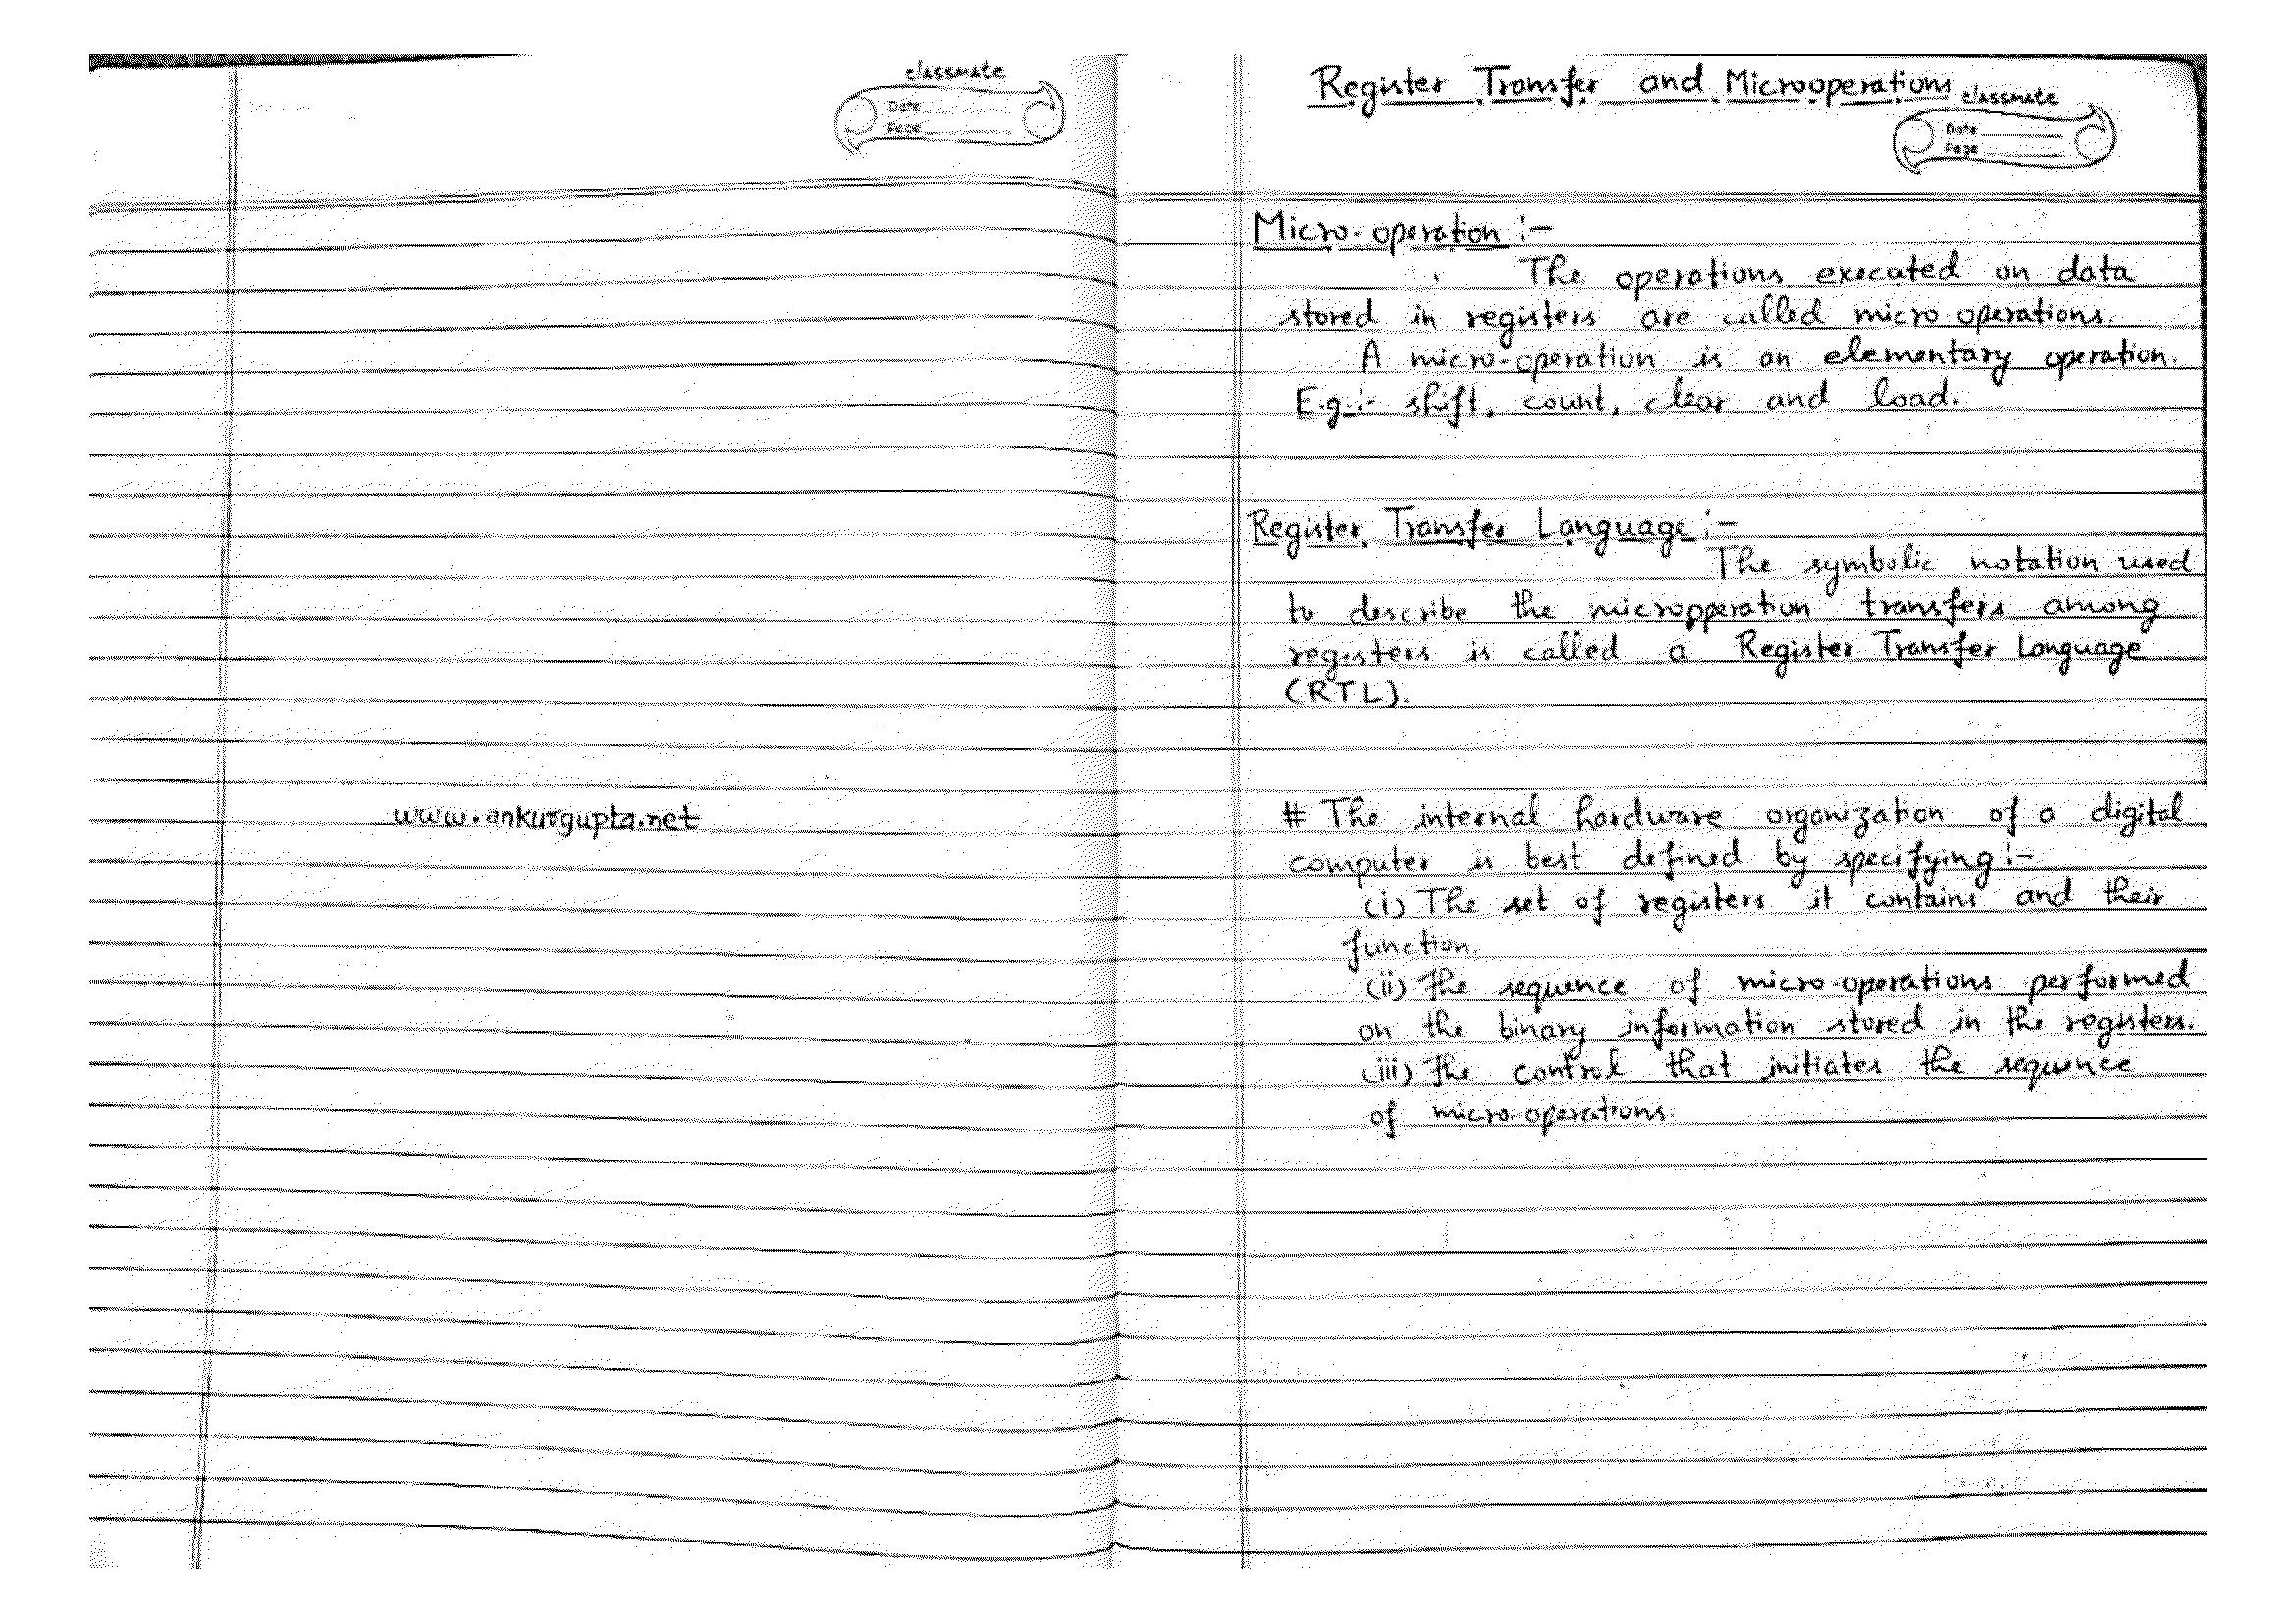 classmate
Date
Page
www.ankurgupta.net
Register Transfer and Microoperations
classmate
Date
Page
Micro-operation :-
The operations executed on data
stored in registers are called micro operations.
A micro-operation is an elementary operation.
E.g.:- shift, count, clear and load.
Register Transfer Language :-
The symbolic notation used
to describe the microoperation transfers among
registers is called a Register Transfer Language
(RTL).
# The internal hardware organization of a digital
computer is best defined by specifying :-
(i) The set of registers it contains and their
function.
(ii) The sequence of micro-operations performed
on the binary information stored in the registers.
(iii) The control that initiates the sequence
of micro-operations.